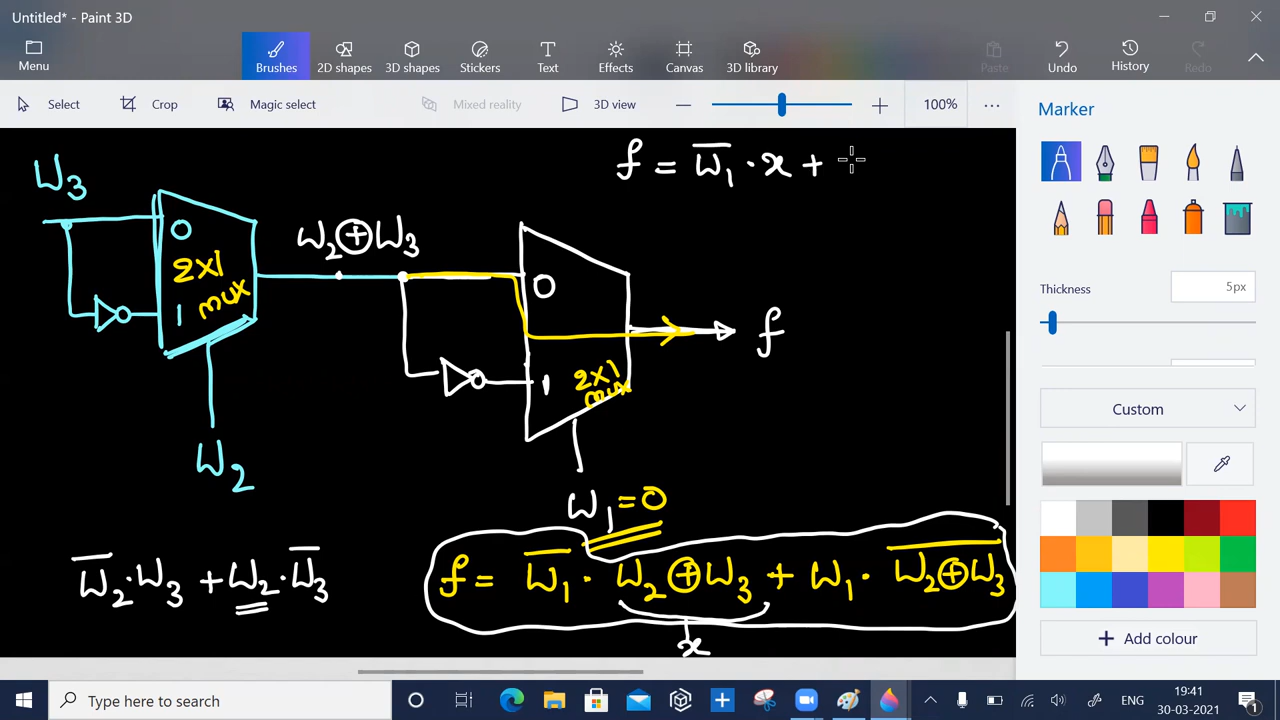 Untitled* - Paint 3D
Menu
Brushes
2D shapes
3D shapes
Stickers
Text
Effects
Canvas
3D library
Paste
Undo
History
Redo
Select
Crop
Magic select
Mixed reality
3D view
100%
Marker
Thickness
5px
Custom
Add colour
f = W̅₁ · x +
W₃
0
2x1
mux
1
W₂
W₂ ⊕ W₃
0
1
2x1
mux
f
W₁ = 0
W̅₂ · W₃ + W₂ · W̅₃
f = W̅₁ · W₂ ⊕ W₃ + W₁ · \overline{W₂ ⊕ W₃}
x
Type here to search
ENG
19:41
30-03-2021
1